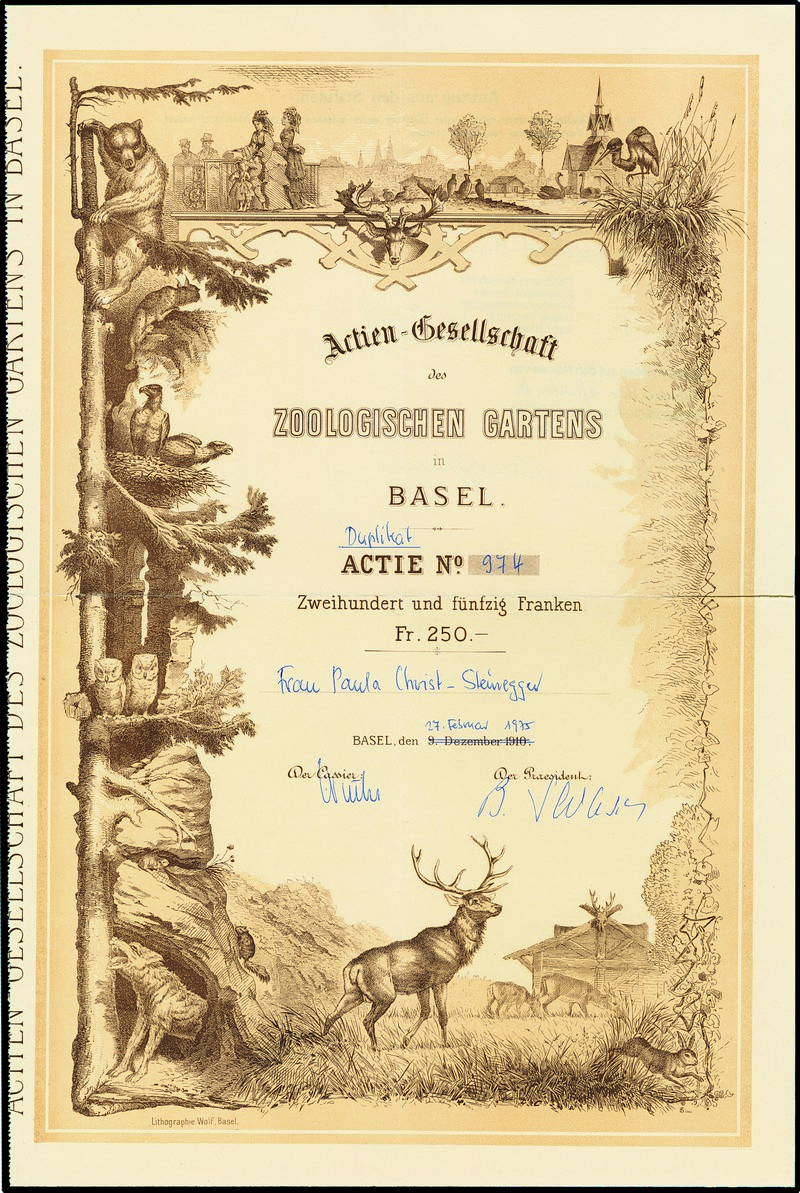 ACTIEN GESELLSCHAFT DES ZOOLOGISCHEN GARTENS IN BASEL.
Actien-Gesellschaft
des
ZOOLOGISCHEN GARTENS
in
BASEL.
Duplikat
ACTIE No 974
Zweihundert und fünfzig Franken
Fr. 250.—
Frau Paula Christ-Steinegger
27. Februar 1975
BASEL, den 9. Dezember 1910.
Der Cassier: Der Praesident:
B.
Lithographie Wolf, Basel.